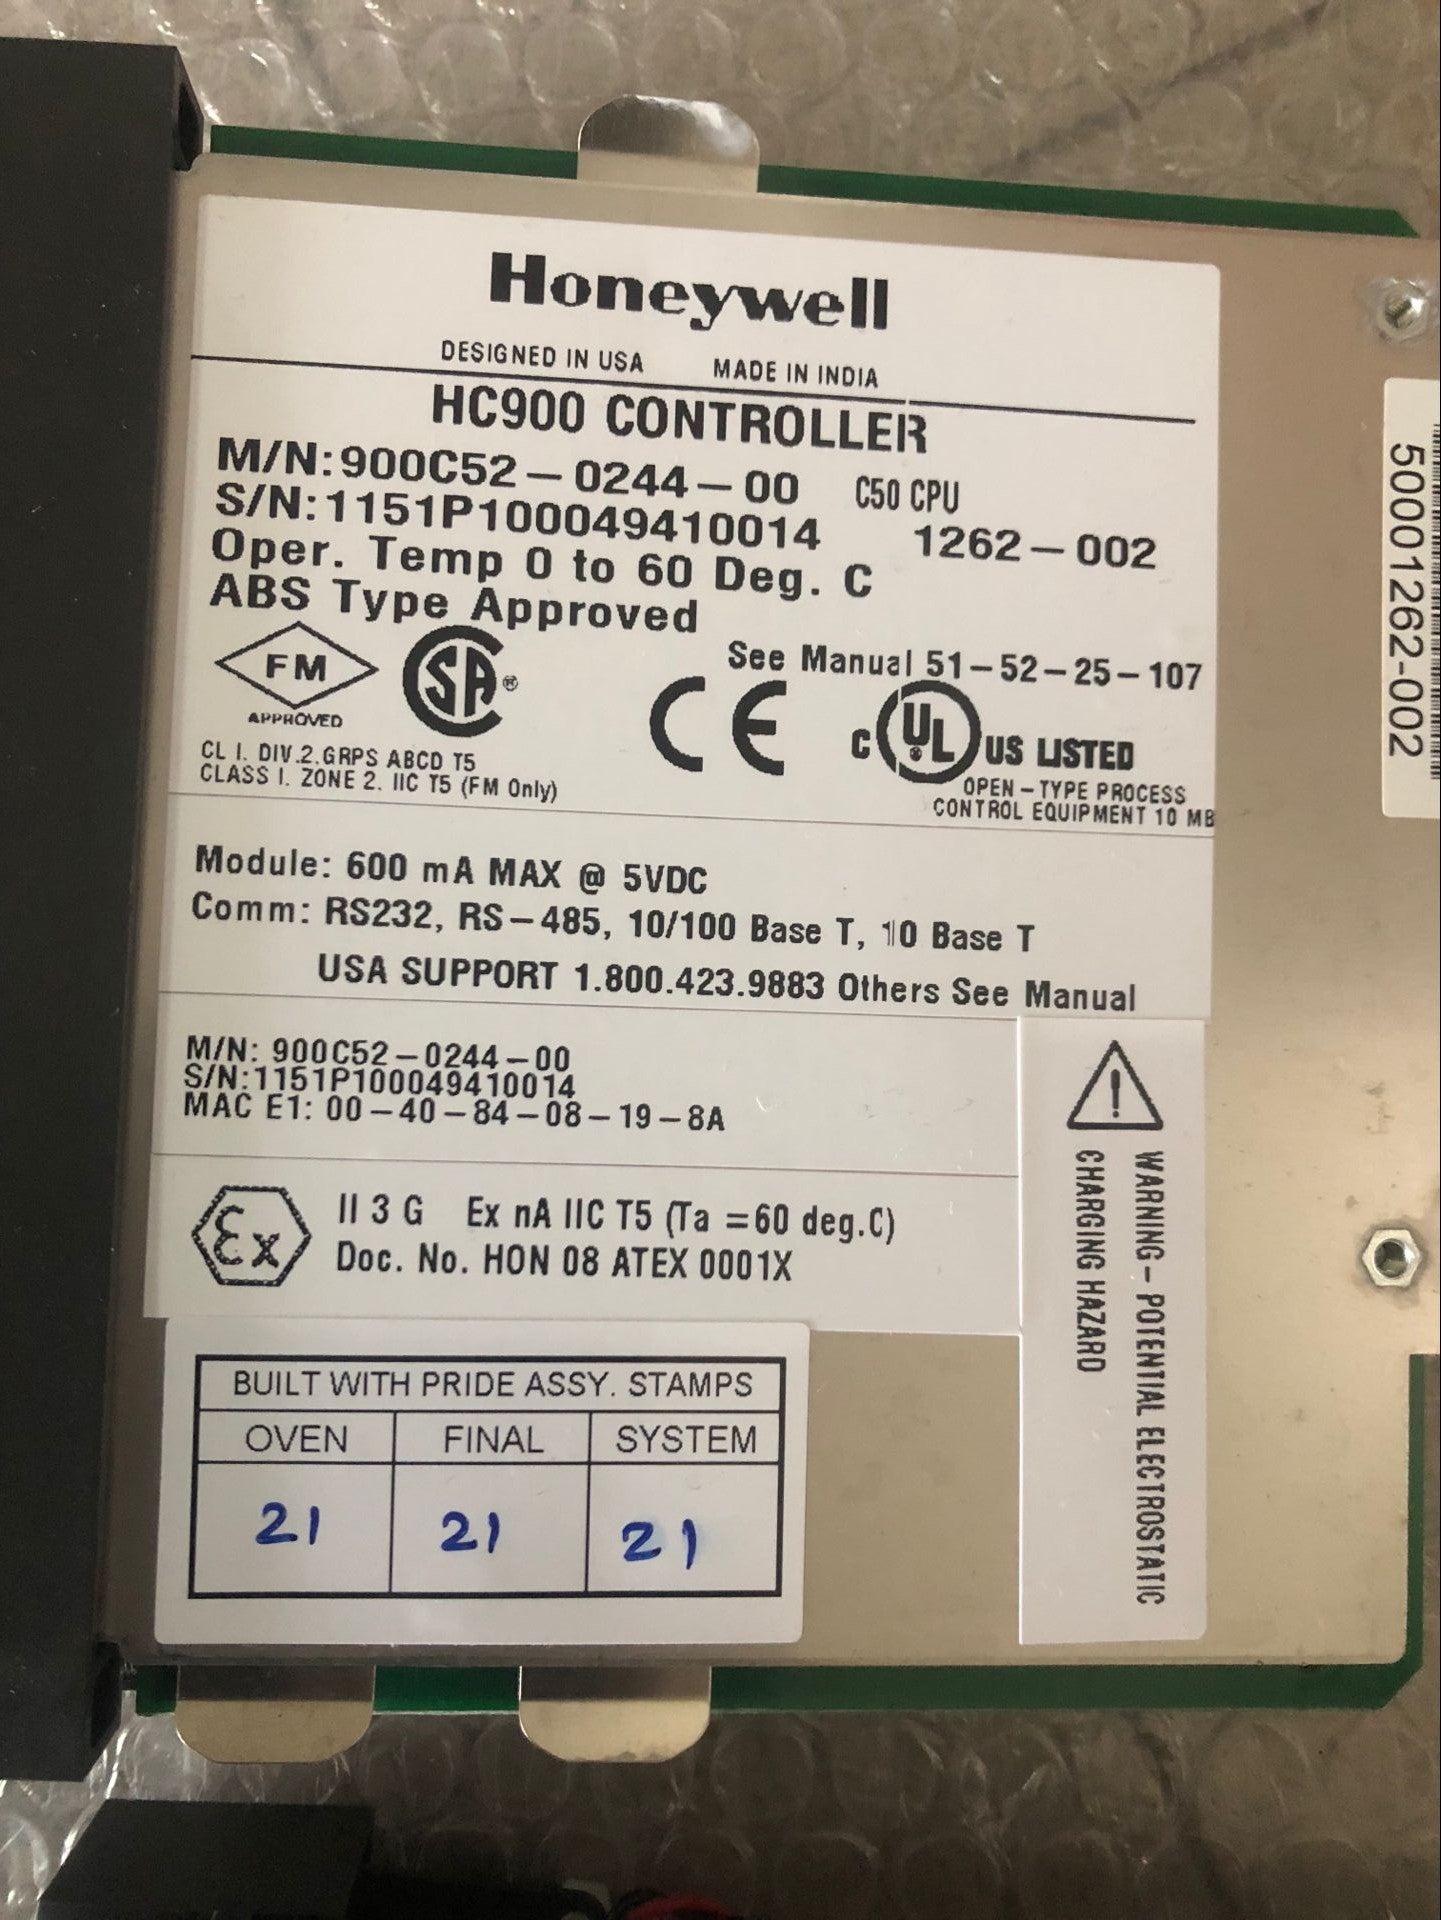 Honeywell
DESIGNED IN USA MADE IN INDIA
HC900 CONTROLLER
M/N:900C52-0244-00 C50 CPU
S/N:1151P100049410014 1262-002
Oper. Temp 0 to 60 Deg. C
ABS Type Approved
See Manual 51-52-25-107
FM
APPROVED
SA®
CE
C UL® US LISTED
CL I. DIV.2.GRPS ABCD T5
CLASS I. ZONE 2. IIC T5 (FM Only)
OPEN-TYPE PROCESS
CONTROL EQUIPMENT 10 MB
Module: 600 mA MAX @ 5VDC
Comm: RS232, RS-485, 10/100 Base T, 10 Base T
USA SUPPORT 1.800.423.9883 Others See Manual
M/N: 900C52-0244-00
S/N:1151P100049410014
MAC E1: 00-40-84-08-19-8A
Ex II 3 G Ex nA IIC T5 (Ta =60 deg.C)
Doc. No. HON 08 ATEX 0001X
WARNING- POTENTIAL ELECTROSTATIC
CHARGING HAZARD
BUILT WITH PRIDE ASSY. STAMPS
OVEN FINAL SYSTEM
21 21 21
50001262-002